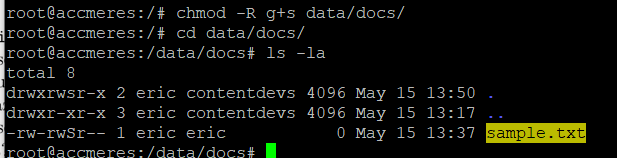 root@accmeres:/# chmod -R g+s data/docs/
root@accmeres:/# cd data/docs/
root@accmeres:/data/docs# ls -la
total 8
drwxrwsr-x 2 eric contentdevs 4096 May 15 13:50 .
drwxr-xr-x 3 eric contentdevs 4096 May 15 13:17 ..
-rw-rwSr-- 1 eric eric           0 May 15 13:37 sample.txt
root@accmeres:/data/docs#